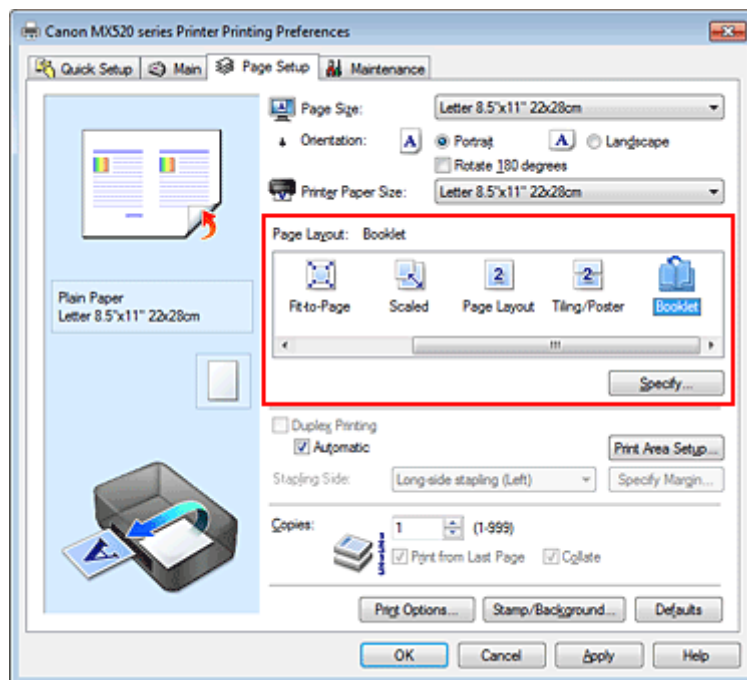 Canon MX520 series Printer Printing Preferences
Quick Setup Main Page Setup Maintenance
Page Size: Letter 8.5"x11" 22x28cm
Orientation: A Portrait A Landscape
Rotate 180 degrees
Printer Paper Size: Letter 8.5"x11" 22x28cm
Page Layout: Booklet
2 2
Fit-to-Page Scaled Page Layout Tiling/Poster Booklet
Plain Paper
Letter 8.5"x11" 22x28cm
Specify...
Duplex Printing
Automatic Print Area Setup...
Stapling Side: Long-side stapling (Left) Specify Margin...
Copies: 1 (1-999)
Print from Last Page Collate
A
Print Options... Stamp/Background... Defaults
OK Cancel Apply Help